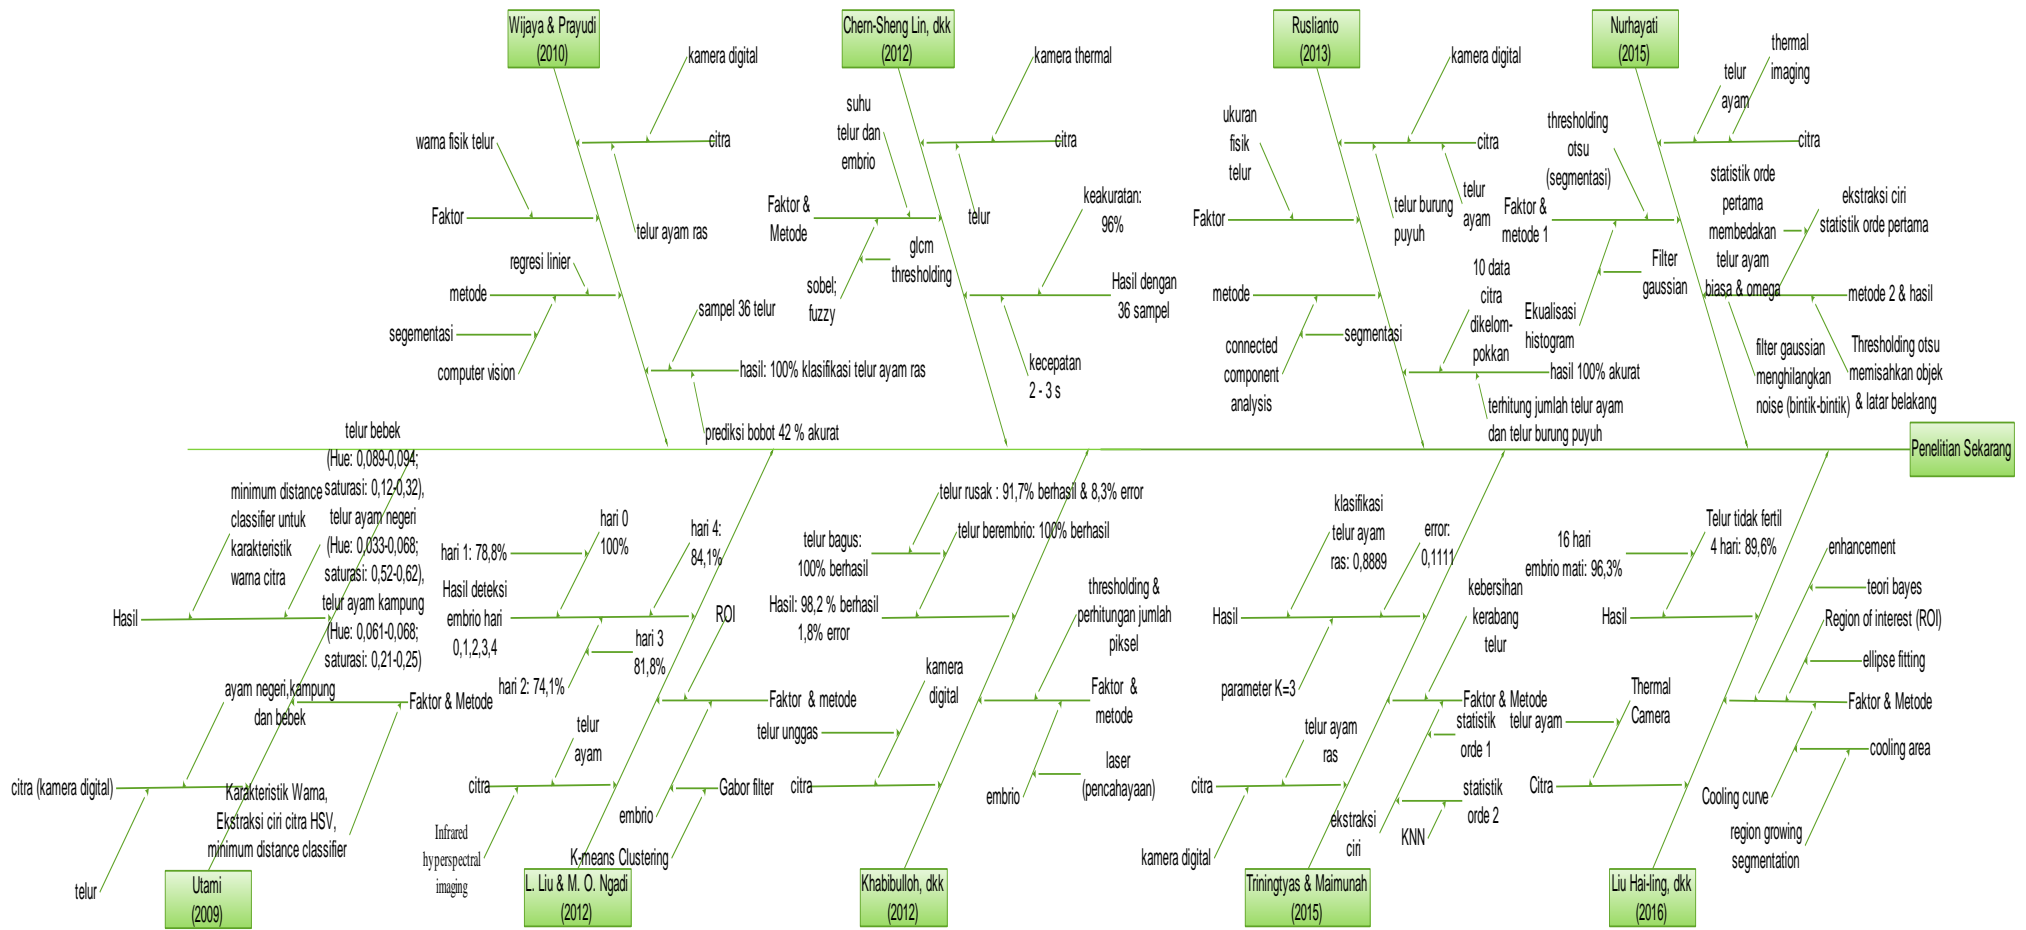 Wijaya & Prayudi
(2010)
kamera digital
citra
telur ayam ras
warna fisik telur
Faktor
regresi linier
metode
segementasi
computer vision
sampel 36 telur
hasil: 100% klasifikasi telur ayam ras
prediksi bobot 42 % akurat
Chern-Sheng Lin, dkk
(2012)
kamera thermal
citra
telur
suhu
telur dan
embrio
Faktor &
Metode
glcm
thresholding
sobel;
fuzzy
keakuratan:
96%
Hasil dengan
36 sampel
kecepatan
2 - 3 s
Ruslianto
(2013)
kamera digital
citra
telur
ayam
telur burung
puyuh
ukuran
fisik
telur
Faktor
metode
segmentasi
connected
component
analysis
10 data
citra
dikelom-
pokkan
hasil 100% akurat
terhitung jumlah telur ayam
dan telur burung puyuh
Nurhayati
(2015)
thermal
imaging
telur
ayam
citra
thresholding
otsu
(segmentasi)
Faktor &
metode 1
Filter
gaussian
Ekualisasi
histogram
statistik orde
pertama
membedakan
telur ayam
biasa & omega
ekstraksi ciri
statistik orde pertama
metode 2 & hasil
filter gaussian
menghilangkan
noise (bintik-bintik)
Thresholding otsu
memisahkan objek
& latar belakang
Penelitian Sekarang
telur bebek
(Hue: 0,089-0,094;
saturasi: 0,12-0,32),
telur ayam negeri
(Hue: 0,033-0,068;
saturasi: 0,52-0,62),
telur ayam kampung
(Hue: 0,061-0,068;
saturasi: 0,21-0,25)
minimum distance
classifier untuk
karakteristik
warna citra
Hasil
ayam negeri,kampung
dan bebek
Faktor & Metode
citra (kamera digital)
Karakteristik Warna,
Ekstraksi ciri citra HSV,
minimum distance classifier
telur
Utami
(2009)
hari 0
100%
hari 1: 78,8%
hari 4:
84,1%
Hasil deteksi
embrio hari
0,1,2,3,4
hari 3
81,8%
hari 2: 74,1%
ROI
Faktor & metode
telur
ayam
citra
Infrared
hyperspectral
imaging
embrio
Gabor filter
K-means Clustering
L. Liu & M. O. Ngadi
(2012)
telur rusak : 91,7% berhasil & 8,3% error
telur bagus:
100% berhasil
telur berembrio: 100% berhasil
Hasil: 98,2 % berhasil
1,8% error
thresholding &
perhitungan jumlah
piksel
Faktor &
metode
kamera
digital
telur unggas
citra
embrio
laser
(pencahayaan)
Khabibulloh, dkk
(2012)
klasifikasi
telur ayam
ras: 0,8889
error:
0,1111
Hasil
parameter K=3
kebersihan
kerabang
telur
Faktor & Metode
statistik
orde 1
telur ayam
ras
citra
kamera digital
ekstraksi
ciri
statistik
orde 2
KNN
Triningtyas & Maimunah
(2015)
Telur tidak fertil
4 hari: 89,6%
16 hari
embrio mati: 96,3%
Hasil
enhancement
teori bayes
Region of interest (ROI)
ellipse fitting
Faktor & Metode
Thermal
Camera
telur ayam
Citra
cooling area
Cooling curve
region growing
segmentation
Liu Hai-ling, dkk
(2016)